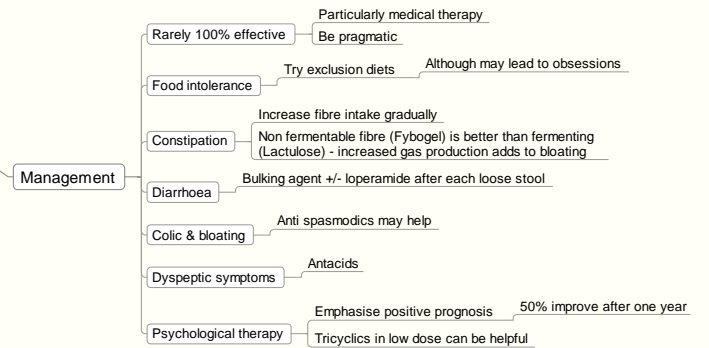 Management
Rarely 100% effective
Particularly medical therapy
Be pragmatic
Food intolerance
Try exclusion diets
Although may lead to obsessions
Constipation
Increase fibre intake gradually
Non fermentable fibre (Fybogel) is better than fermenting
(Lactulose) - increased gas production adds to bloating
Diarrhoea
Bulking agent +/- loperamide after each loose stool
Colic & bloating
Anti spasmodics may help
Dyspeptic symptoms
Antacids
Psychological therapy
Emphasise positive prognosis
50% improve after one year
Tricyclics in low dose can be helpful